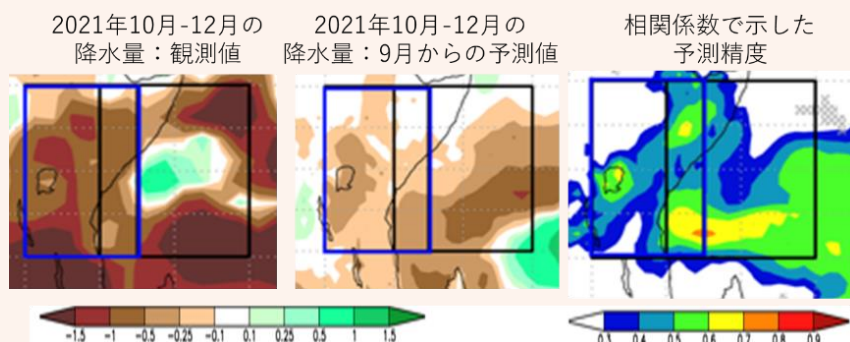 2021年10月-12月の
降水量：観測値
2021年10月-12月の
降水量：9月からの予測値
相関係数で示した
予測精度
-1.5 -1 -0.5 -0.25 -0.1 0.1 0.25 0.5 1 1.5
0.3 0.4 0.5 0.6 0.7 0.8 0.9